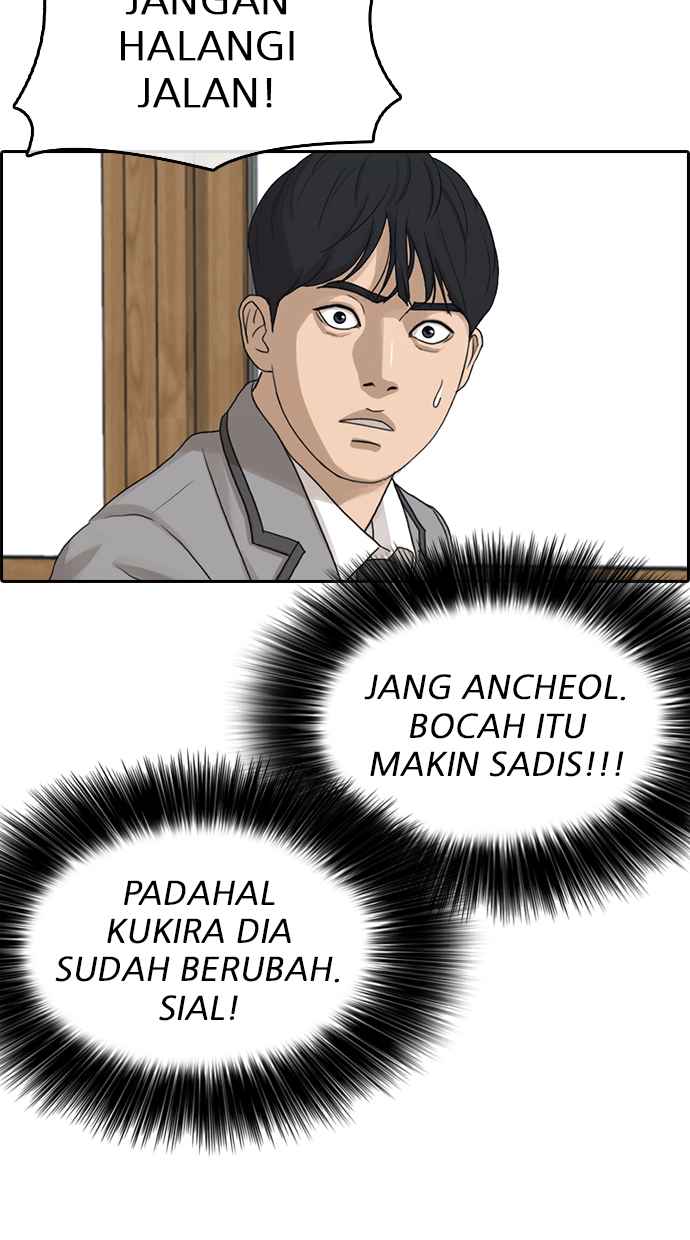 JANGAN
HALANGI
JALAN!
JANG ANCHEOL.
BOCAH ITU
MAKIN SADIS!!!
PADAHAL
KUKIRA DIA
SUDAH BERUBAH.
SIAL!